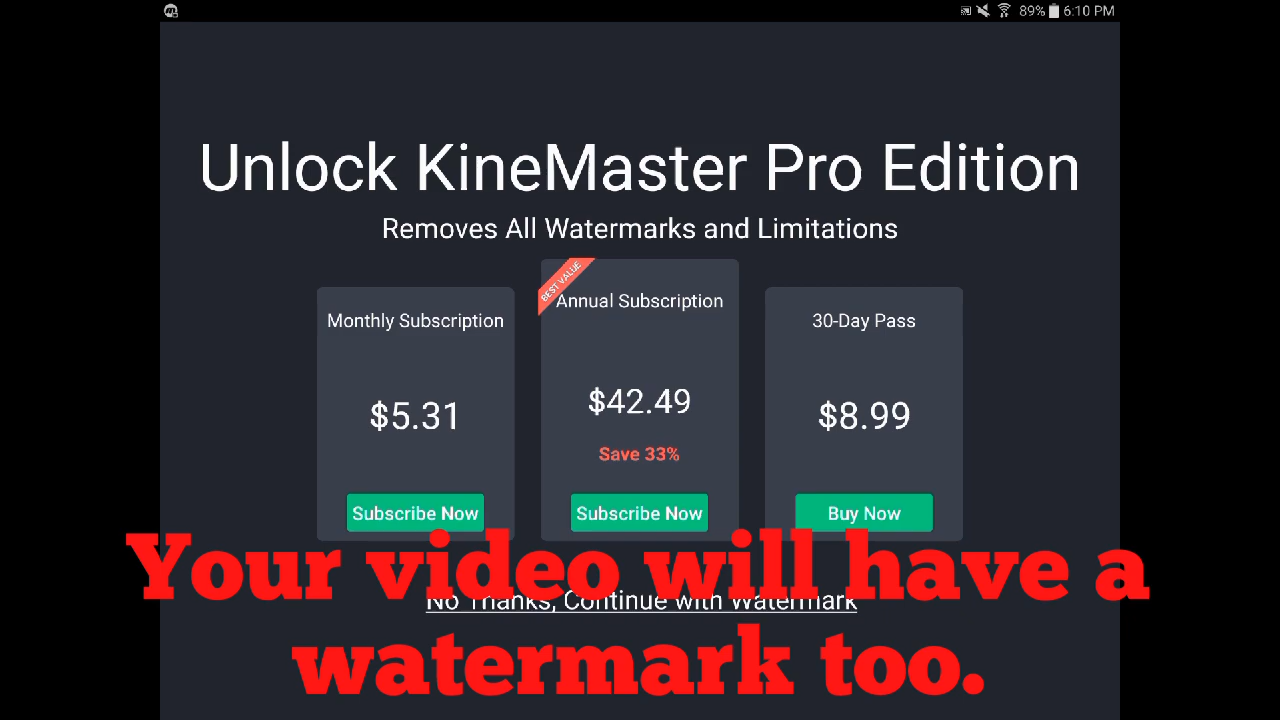 89% 6:10 PM
Unlock KineMaster Pro Edition
Removes All Watermarks and Limitations
BEST VALUE
Monthly Subscription
$5.31
Subscribe Now
Annual Subscription
$42.49
Save 33%
Subscribe Now
30-Day Pass
$8.99
Buy Now
No Thanks, Continue with Watermark
Your video will have a
watermark too.